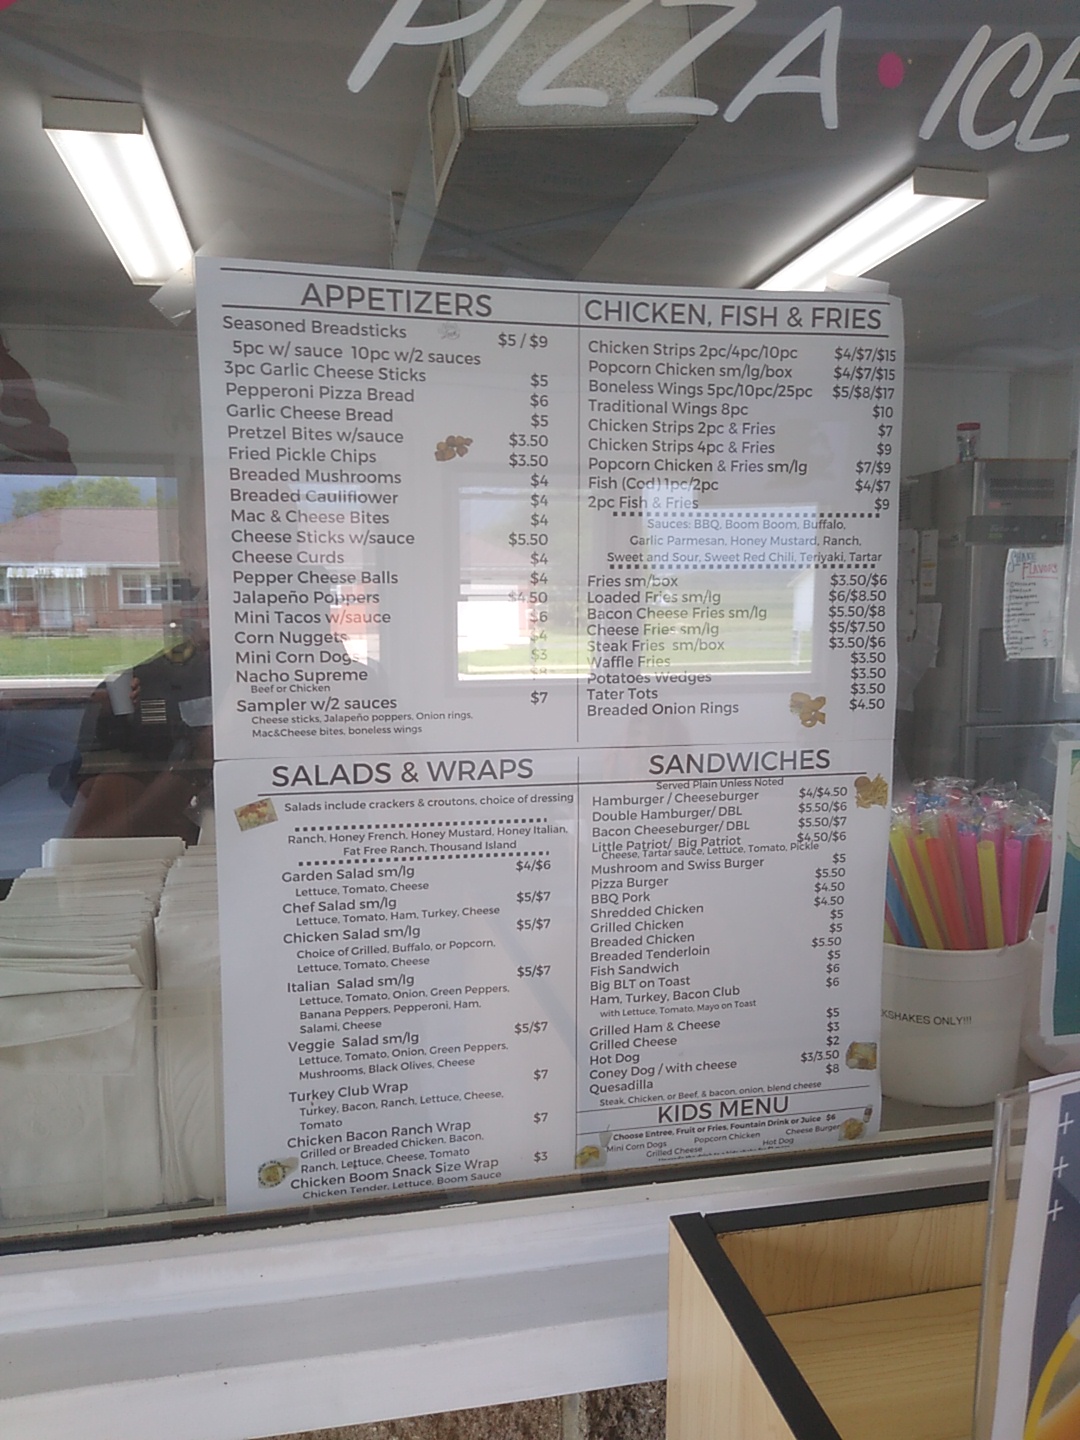 PIZZA · ICE
APPETIZERS
Seasoned Breadsticks $5 / $9
5pc w/ sauce 10pc w/2 sauces
3pc Garlic Cheese Sticks $5
Pepperoni Pizza Bread $6
Garlic Cheese Bread $5
Pretzel Bites w/sauce $3.50
Fried Pickle Chips $3.50
Breaded Mushrooms $4
Breaded Cauliflower $4
Mac & Cheese Bites $4
Cheese Sticks w/sauce $5.50
Cheese Curds $4
Pepper Cheese Balls $4
Jalapeño Poppers $4.50
Mini Tacos w/sauce $6
Corn Nuggets $4
Mini Corn Dogs $3
Nacho Supreme
Beef or Chicken
Sampler w/2 sauces $7
Cheese sticks, Jalapeño poppers, Onion rings,
Mac&Cheese bites, boneless wings
CHICKEN, FISH & FRIES
Chicken Strips 2pc/4pc/10pc $4/$7/$15
Popcorn Chicken sm/lg/box $4/$7/$15
Boneless Wings 5pc/10pc/25pc $5/$8/$17
Traditional Wings 8pc $10
Chicken Strips 2pc & Fries $7
Chicken Strips 4pc & Fries $9
Popcorn Chicken & Fries sm/lg $7/$9
Fish (Cod) 1pc/2pc $4/$7
2pc Fish & Fries $9
Sauces: BBQ, Boom Boom, Buffalo,
Garlic Parmesan, Honey Mustard, Ranch,
Sweet and Sour, Sweet Red Chili, Teriyaki, Tartar
Fries sm/box $3.50/$6
Loaded Fries sm/lg $6/$8.50
Bacon Cheese Fries sm/lg $5.50/$8
Cheese Fries sm/lg $5/$7.50
Steak Fries sm/box $3.50/$6
Waffle Fries $3.50
Potatoes Wedges $3.50
Tater Tots $3.50
Breaded Onion Rings $4.50
SALADS & WRAPS
Salads include crackers & croutons, choice of dressing
Ranch, Honey French, Honey Mustard, Honey Italian,
Fat Free Ranch, Thousand Island
Garden Salad sm/lg $4/$6
Lettuce, Tomato, Cheese
Chef Salad sm/lg $5/$7
Lettuce, Tomato, Ham, Turkey, Cheese
Chicken Salad sm/lg $5/$7
Choice of Grilled, Buffalo, or Popcorn,
Lettuce, Tomato, Cheese
Italian Salad sm/lg $5/$7
Lettuce, Tomato, Onion, Green Peppers,
Banana Peppers, Pepperoni, Ham,
Salami, Cheese
Veggie Salad sm/lg $5/$7
Lettuce, Tomato, Onion, Green Peppers,
Mushrooms, Black Olives, Cheese
Turkey Club Wrap $7
Turkey, Bacon, Ranch, Lettuce, Cheese,
Tomato
Chicken Bacon Ranch Wrap $7
Grilled or Breaded Chicken, Bacon,
Ranch, Lettuce, Cheese, Tomato
Chicken Boom Snack Size Wrap $3
Chicken Tender, Lettuce, Boom Sauce
SANDWICHES
Served Plain Unless Noted
Hamburger / Cheeseburger $4/$4.50
Double Hamburger/ DBL $5.50/$6
Bacon Cheeseburger/ DBL $5.50/$7
Little Patriot/ Big Patriot $4.50/$6
Cheese, Tartar sauce, Lettuce, Tomato, Pickle
Mushroom and Swiss Burger $5
Pizza Burger $5.50
BBQ Pork $4.50
Shredded Chicken $4.50
Grilled Chicken $5
Breaded Chicken $5
Breaded Tenderloin $5.50
Fish Sandwich $5
Big BLT on Toast $6
Ham, Turkey, Bacon Club $6
with Lettuce, Tomato, Mayo on Toast
Grilled Ham & Cheese $5
Grilled Cheese $3
Hot Dog $2
Coney Dog / with cheese $3/3.50
Quesadilla $8
Steak, Chicken, or Beef, & bacon, onion, blend cheese
KIDS MENU
Choose Entree, Fruit or Fries, Fountain Drink or Juice $6
Mini Corn Dogs Popcorn Chicken Cheese Burger
Grilled Cheese Hot Dog
SHAKE
FLAVORS
KSHAKES ONLY!!!